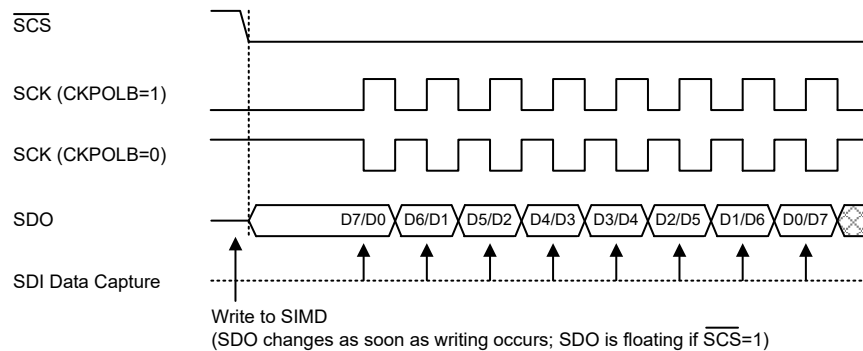 SCS
SCK (CKPOLB=1)
SCK (CKPOLB=0)
SDO
D7/D0 D6/D1 D5/D2 D4/D3 D3/D4 D2/D5 D1/D6 D0/D7
SDI Data Capture
Write to SIMD
(SDO changes as soon as writing occurs; SDO is floating if SCS=1)